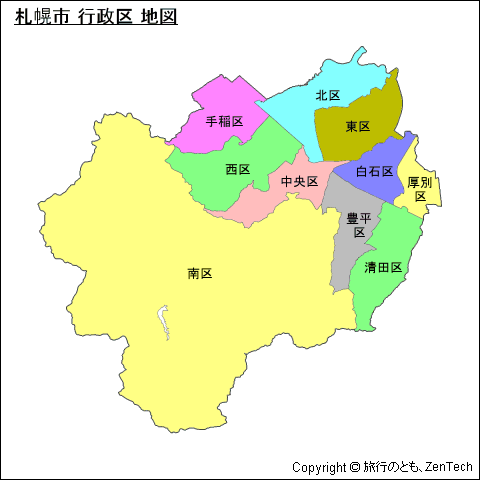 札幌市 行政区 地図
北区
手稲区
東区
西区
中央区
白石区
厚別
区
豊平
区
清田区
南区
Copyright © 旅行のとも、ZenTech